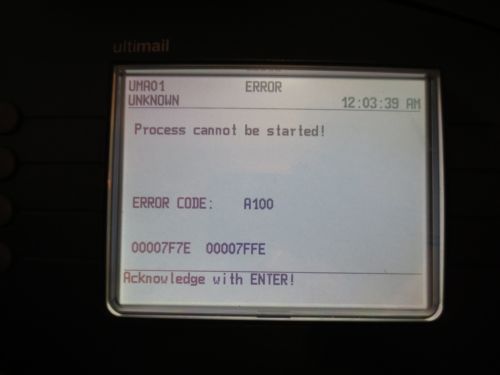 ultimail
UMA01 ERROR
UNKNOWN 12:03:39 AM
Process cannot be started!
ERROR CODE: A100
00007F7E 00007FFE
Acknowledge with ENTER!